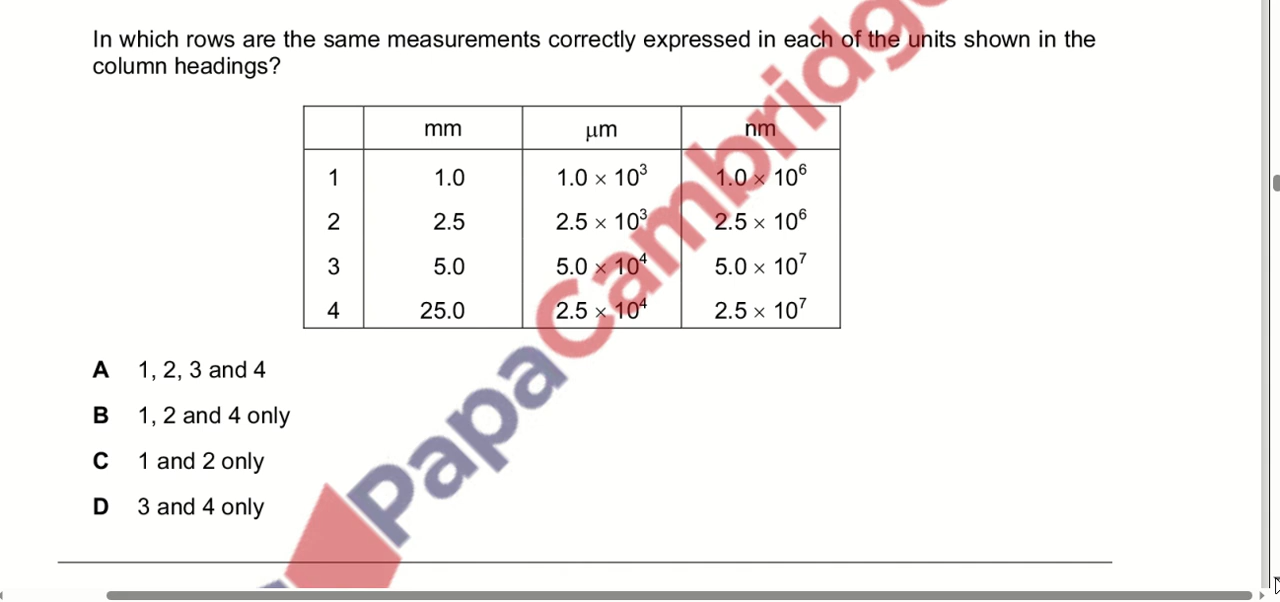 In which rows are the same measurements correctly expressed in each of the units shown in the
column headings?
mm μm nm
1 1.0 1.0 × 10³ 1.0 × 10⁶
2 2.5 2.5 × 10³ 2.5 × 10⁶
3 5.0 5.0 × 10⁴ 5.0 × 10⁷
4 25.0 2.5 × 10⁴ 2.5 × 10⁷
A 1, 2, 3 and 4
B 1, 2 and 4 only
C 1 and 2 only
D 3 and 4 only
PapaCambridge